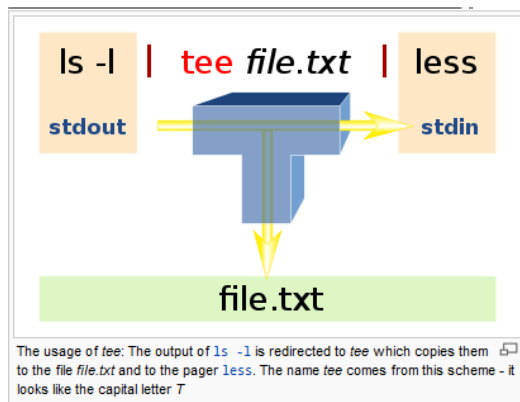 ls -l | tee file.txt | less
stdout stdin
file.txt
The usage of tee: The output of ls -l is redirected to tee which copies them
to the file file.txt and to the pager less. The name tee comes from this scheme - it
looks like the capital letter T